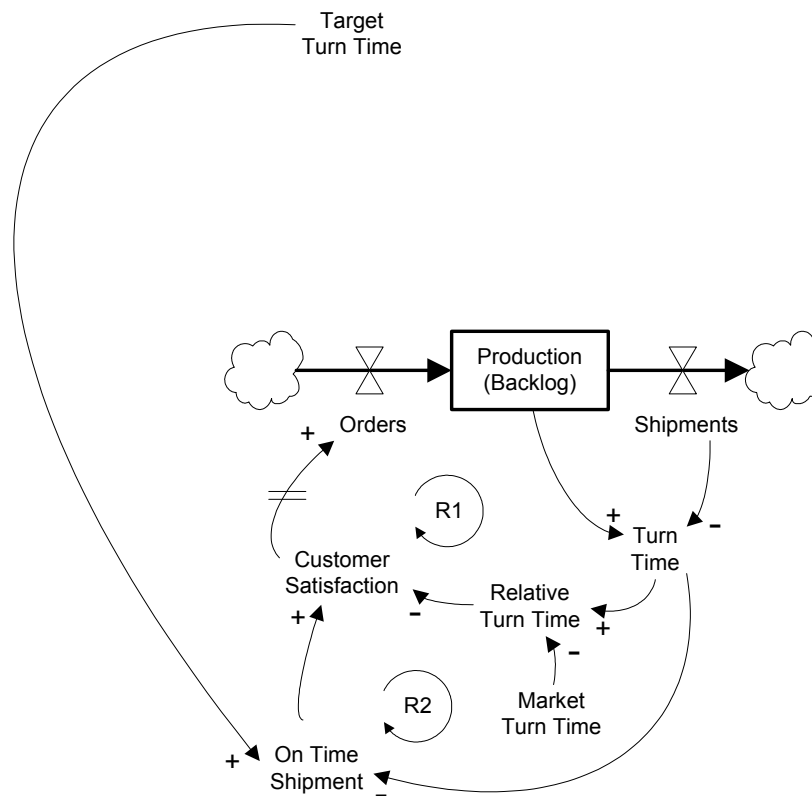 Target
Turn Time
Production
(Backlog)
Orders
Shipments
+
R1
+
-
Turn
Time
Customer
Satisfaction
Relative
Turn Time
+
-
+
-
R2
Market
Turn Time
+
On Time
Shipment
-